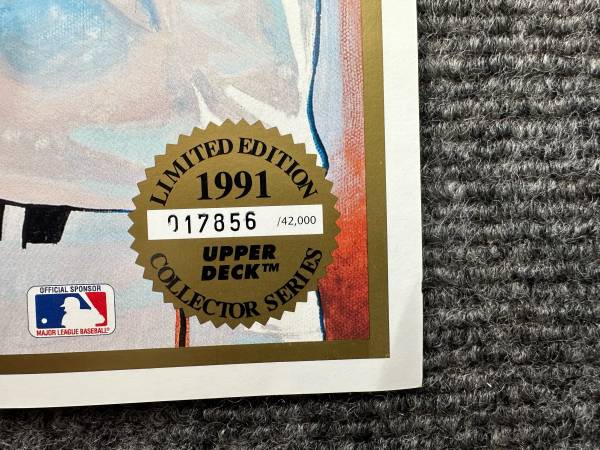 LIMITED EDITION
1991
017856 /42,000
UPPER
DECK™
COLLECTOR SERIES
OFFICIAL SPONSOR
MAJOR LEAGUE BASEBALL®